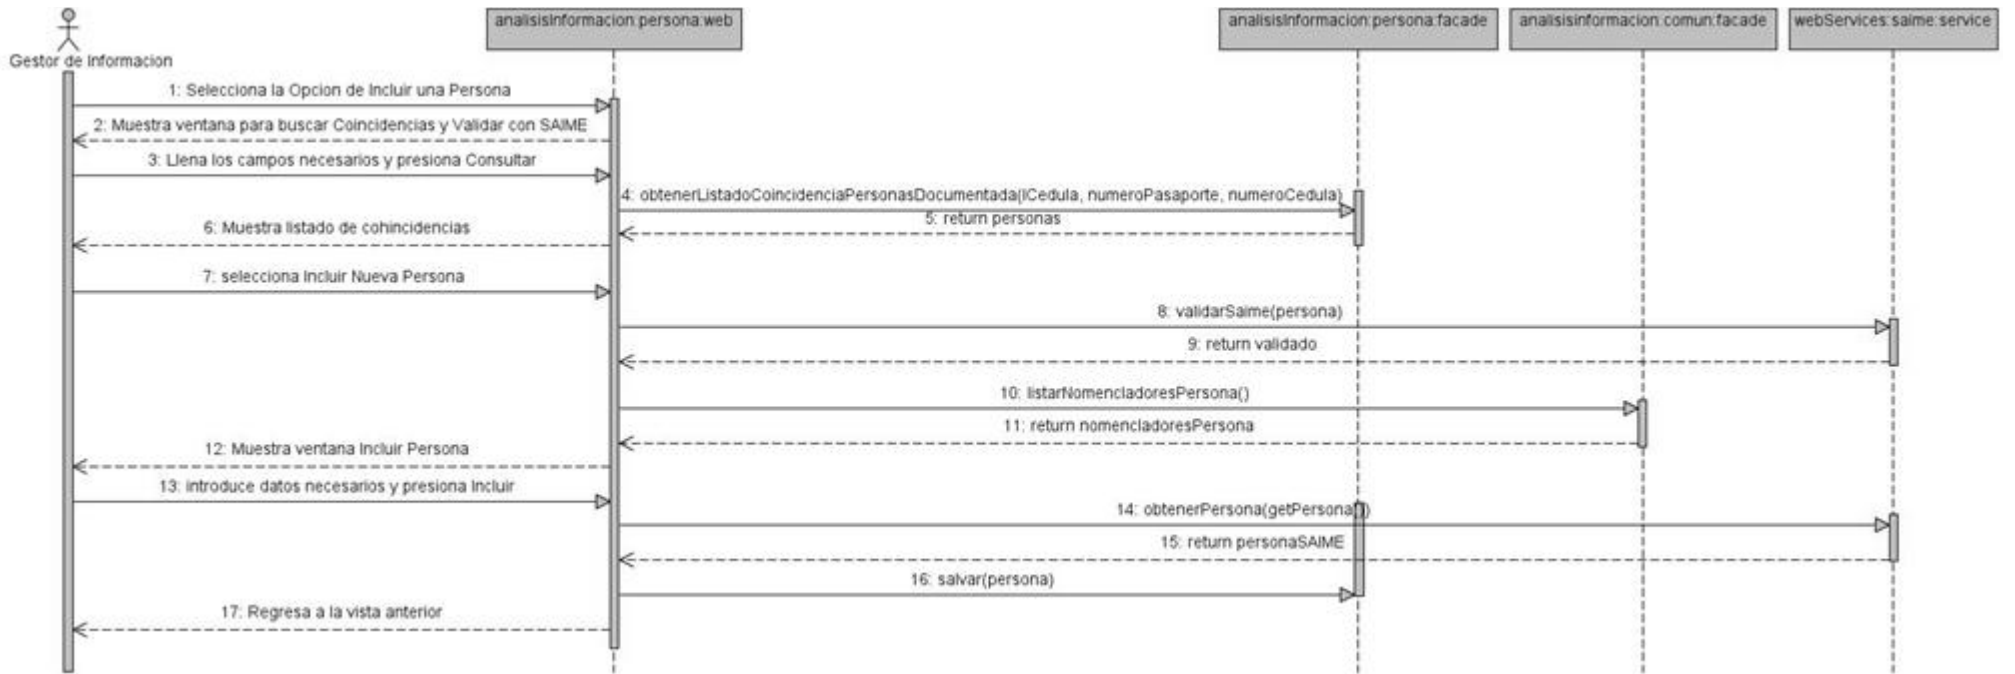 analisisInformacion:persona:web
analisisInformacion:persona:facade
analisisinformacion:comun:facade
webServices:saime:service
Gestor de Informacion
1: Selecciona la Opcion de Incluir una Persona
2: Muestra ventana para buscar Coincidencias y Validar con SAIME
3: Llena los campos necesarios y presiona Consultar
4: obtenerListadoCoincidenciaPersonasDocumentada(lCedula, numeroPasaporte, numeroCedula)
5: return personas
6: Muestra listado de cohincidencias
7: selecciona Incluir Nueva Persona
8: validarSaime(persona)
9: return validado
10: listarNomencladoresPersona()
11: return nomencladoresPersona
12: Muestra ventana Incluir Persona
13: introduce datos necesarios y presiona Incluir
14: obtenerPersona(getPersona())
15: return personaSAIME
16: salvar(persona)
17: Regresa a la vista anterior